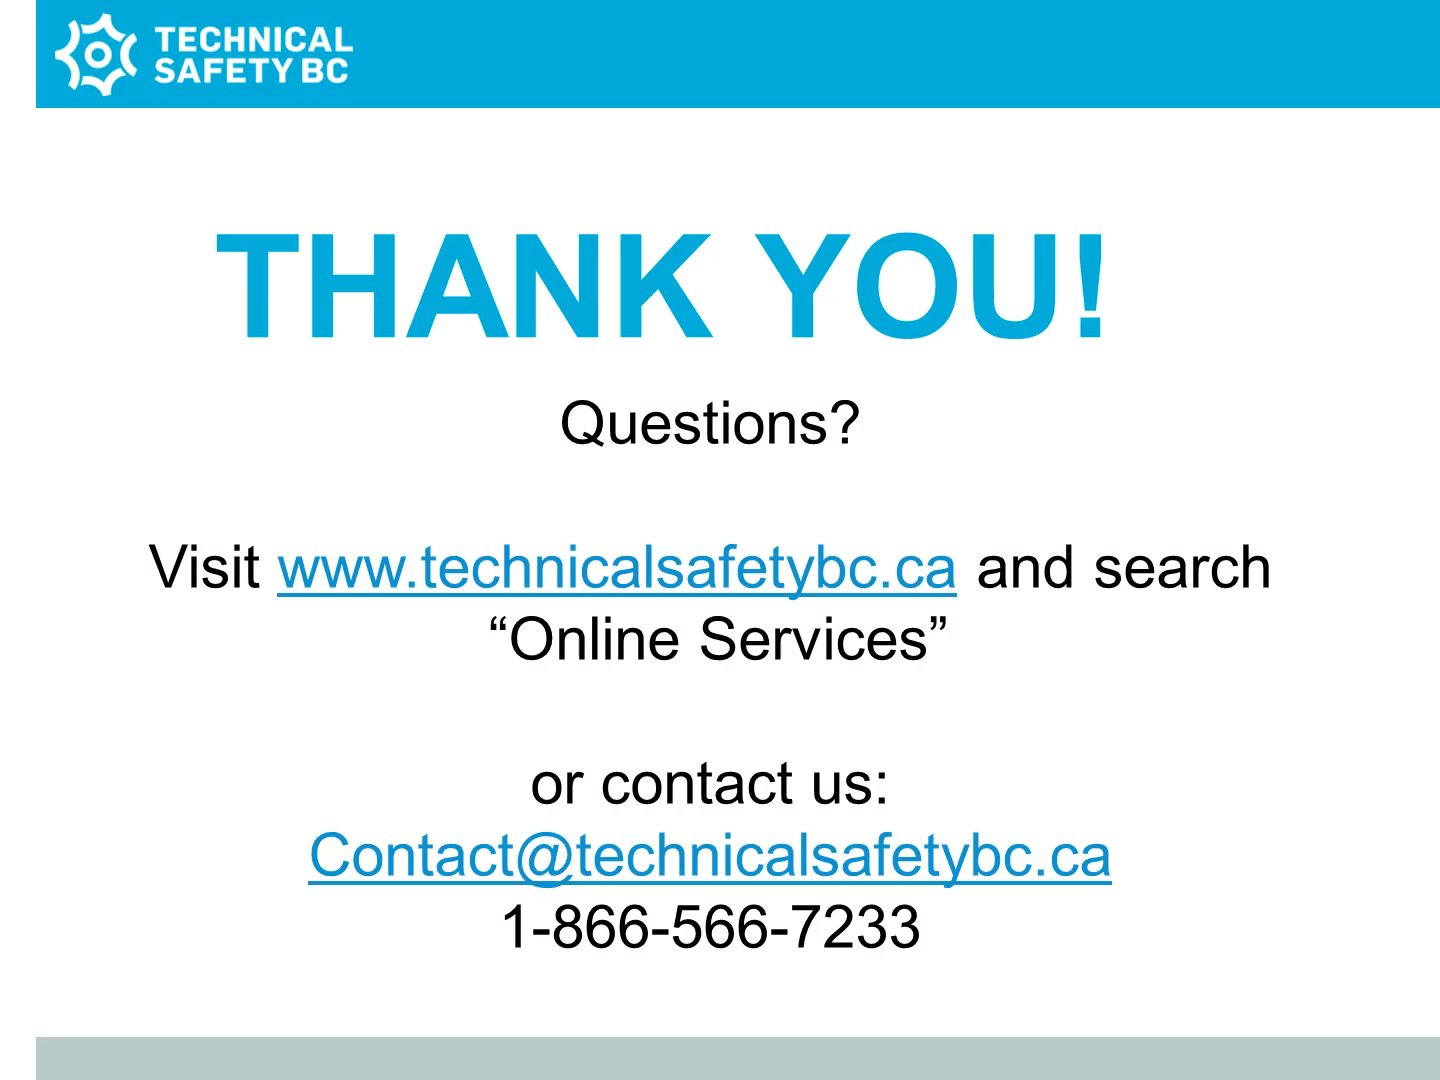 TECHNICAL
SAFETY BC
THANK YOU!
Questions?
Visit www.technicalsafetybc.ca and search
“Online Services”
or contact us:
Contact@technicalsafetybc.ca
1-866-566-7233